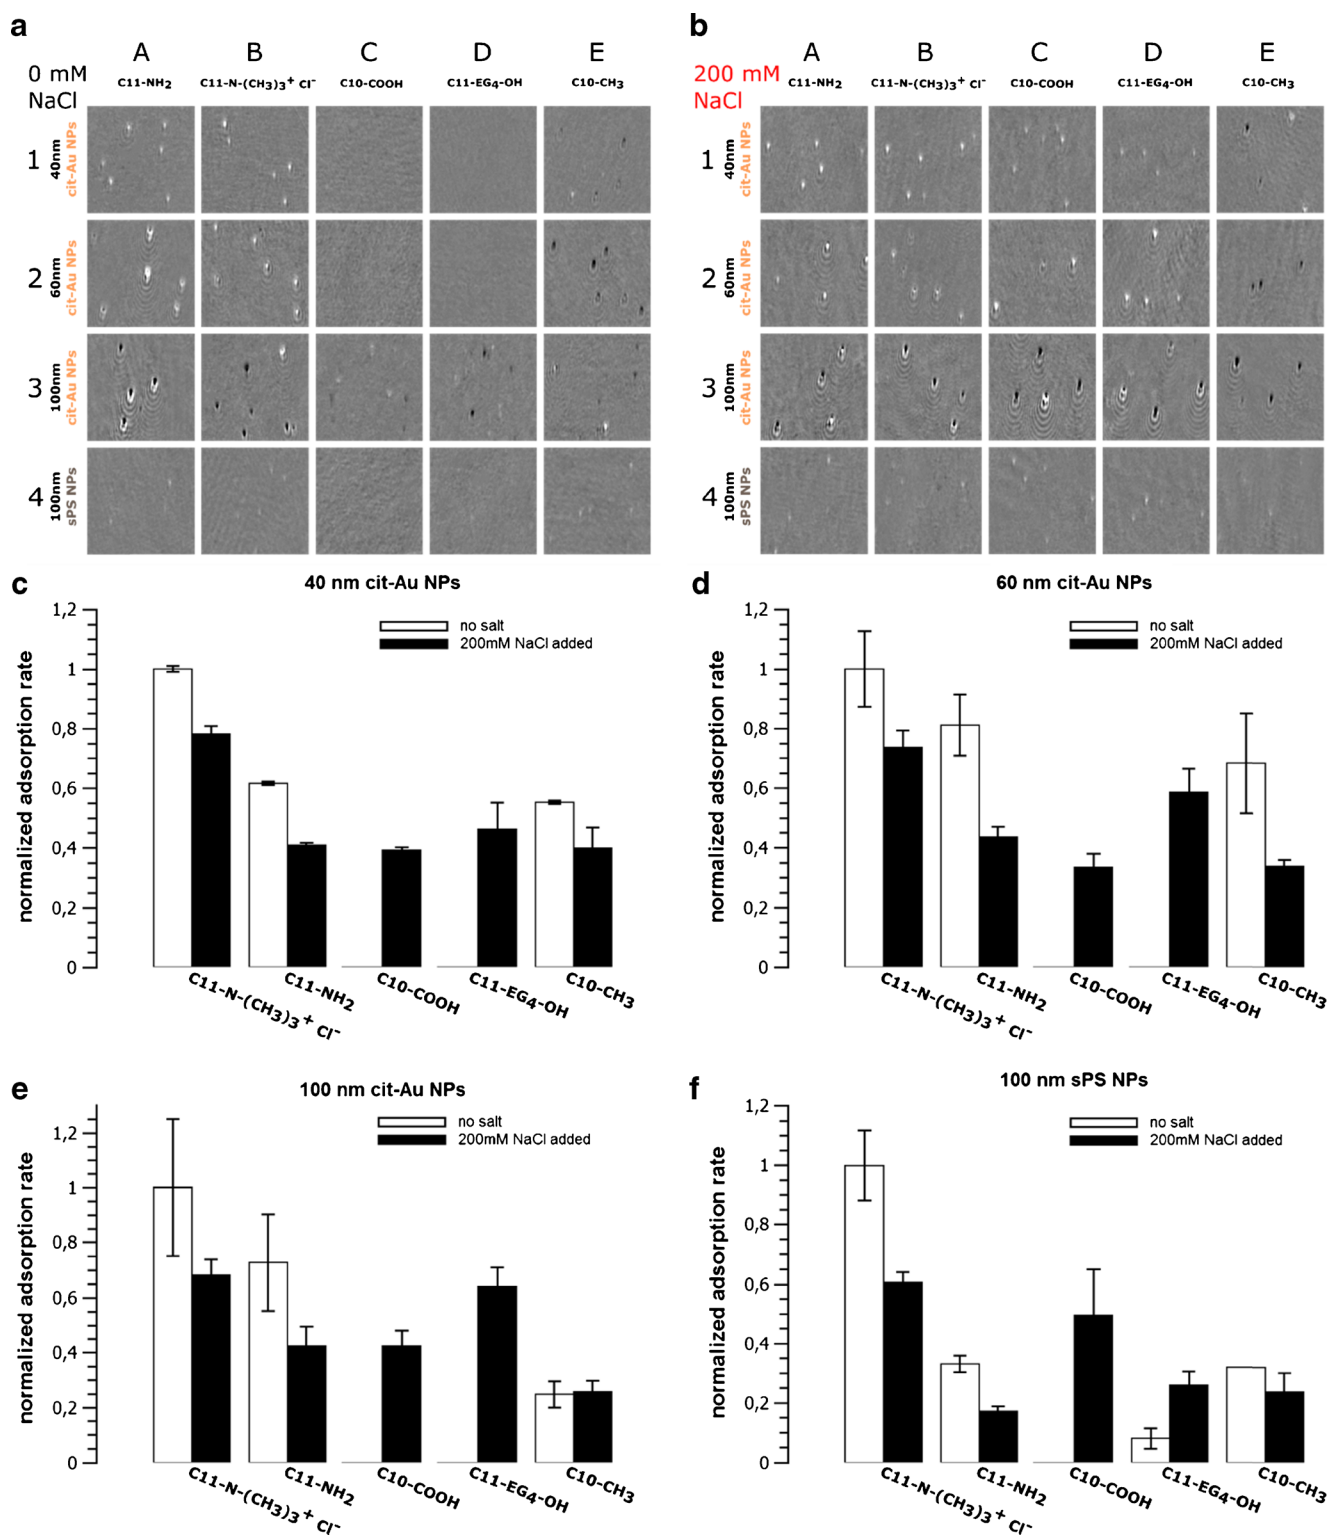 a
A B C D E
0 mM NaCl
C11-NH2 C11-N-(CH3)3+ Cl- C10-COOH C11-EG4-OH C10-CH3
1 40nm cit-Au NPs
2 60nm cit-Au NPs
3 100nm cit-Au NPs
4 100nm sPS NPs
b
A B C D E
200 mM NaCl
C11-NH2 C11-N-(CH3)3+ Cl- C10-COOH C11-EG4-OH C10-CH3
1 40nm cit-Au NPs
2 60nm cit-Au NPs
3 100nm cit-Au NPs
4 100nm sPS NPs
c
40 nm cit-Au NPs
no salt
200mM NaCl added
normalized adsorption rate
1,2
1
0,8
0,6
0,4
0,2
0
C11-N-(CH3)3+ Cl- C11-NH2 C10-COOH C11-EG4-OH C10-CH3
d
60 nm cit-Au NPs
no salt
200mM NaCl added
normalized adsorption rate
1,2
1
0,8
0,6
0,4
0,2
0
C11-N-(CH3)3+ Cl- C11-NH2 C10-COOH C11-EG4-OH C10-CH3
e
100 nm cit-Au NPs
no salt
200mM NaCl added
normalized adsorption rate
1,2
1
0,8
0,6
0,4
0,2
0
C11-N-(CH3)3+ Cl- C11-NH2 C10-COOH C11-EG4-OH C10-CH3
f
100 nm sPS NPs
no salt
200mM NaCl added
normalized adsorption rate
1,2
1
0,8
0,6
0,4
0,2
0
C11-N-(CH3)3+ Cl- C11-NH2 C10-COOH C11-EG4-OH C10-CH3